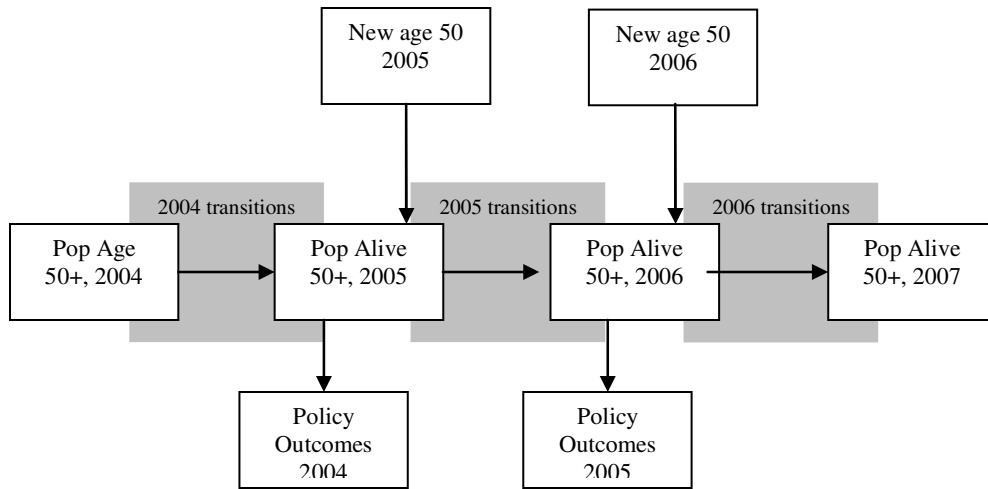 New age 50
2005
New age 50
2006
2004 transitions
2005 transitions
2006 transitions
Pop Age
50+, 2004
Pop Alive
50+, 2005
Pop Alive
50+, 2006
Pop Alive
50+, 2007
Policy
Outcomes
2004
Policy
Outcomes
2005